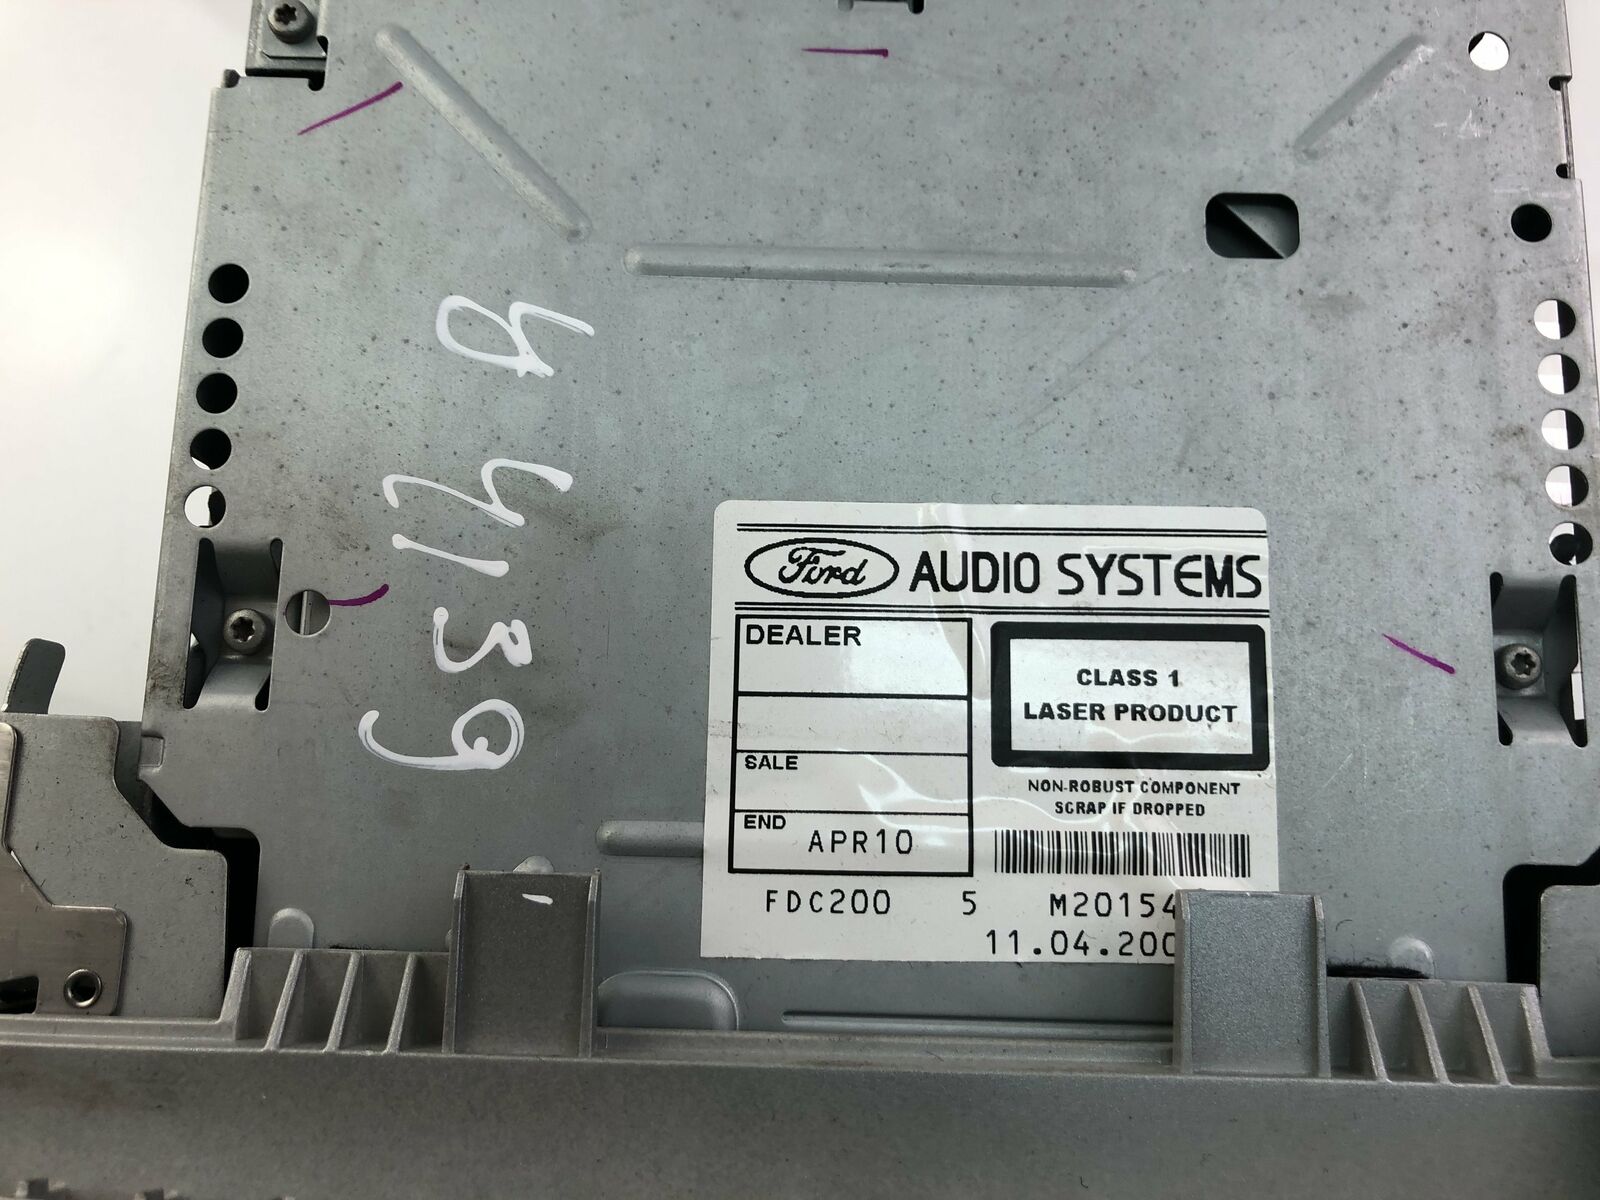 4139
Ford AUDIO SYSTEMS
DEALER
SALE
END APR10
CLASS 1
LASER PRODUCT
NON-ROBUST COMPONENT
SCRAP IF DROPPED
FDC200 5 M20154
11.04.200